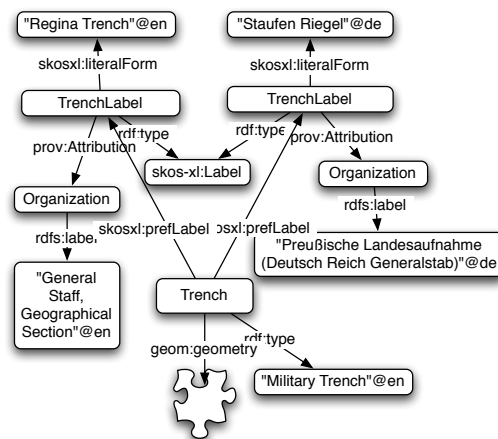 "Regina Trench"@en
"Staufen Riegel"@de
skosxl:literalForm
skosxl:literalForm
TrenchLabel
TrenchLabel
rdf:type
rdf:type
prov:Attribution
prov:Attribution
skos-xl:Label
Organization
Organization
rdfs:label
rdfs:label
skosxl:prefLabel
osxl:prefLabel
"Preußische Landesaufnahme
(Deutsch Reich Generalstab)"@de
"General
Staff,
Geographical
Section"@en
Trench
rdf:type
geom:geometry
"Military Trench"@en